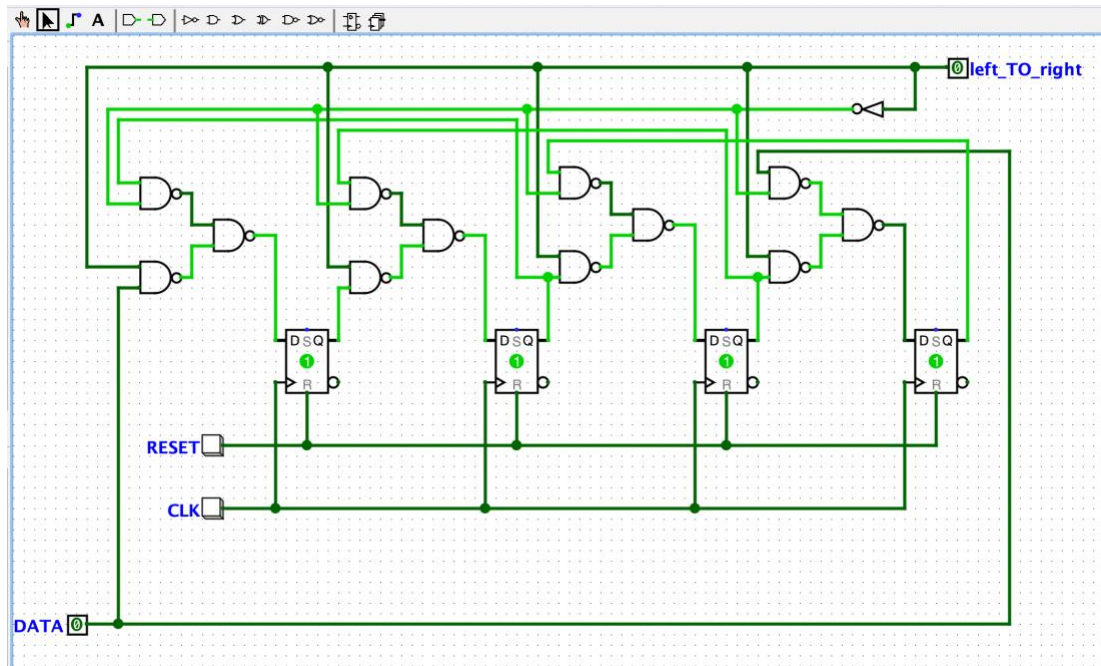 A
0 left_TO_right
D S Q D S Q D S Q D S Q
1 1 1 1
R R R R
RESET
CLK
DATA 0